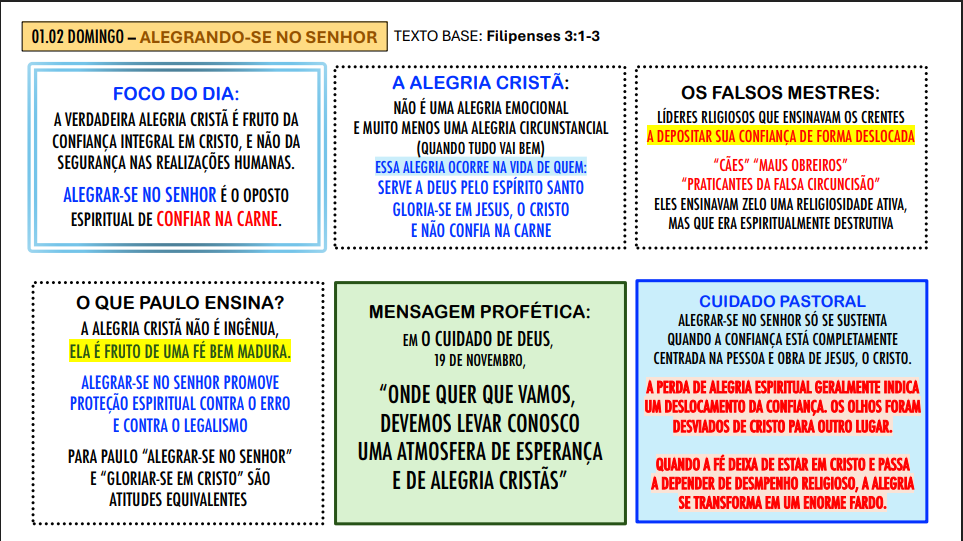 01.02 DOMINGO – ALEGRANDO-SE NO SENHOR TEXTO BASE: Filipenses 3:1-3
FOCO DO DIA:
A VERDADEIRA ALEGRIA CRISTÃ É FRUTO DA
CONFIANÇA INTEGRAL EM CRISTO, E NÃO DA
SEGURANÇA NAS REALIZAÇÕES HUMANAS.
ALEGRAR-SE NO SENHOR É O OPOSTO
ESPIRITUAL DE CONFIAR NA CARNE.
A ALEGRIA CRISTÃ:
NÃO É UMA ALEGRIA EMOCIONAL
E MUITO MENOS UMA ALEGRIA CIRCUNSTANCIAL
(QUANDO TUDO VAI BEM)
ESSA ALEGRIA OCORRE NA VIDA DE QUEM:
SERVE A DEUS PELO ESPÍRITO SANTO
GLORIA-SE EM JESUS, O CRISTO
E NÃO CONFIA NA CARNE
OS FALSOS MESTRES:
LÍDERES RLIGIOSOS QUE ENSINAVAM OS CRENTES
A DEPOSITAR SUA CONFIANÇA DE FORMA DESLOCADA
“CÃES” “MAUS OBREIROS”
“PRATICANTES DA FALSA CIRCUNCISÃO”
ELES ENSINAVAM ZELO UMA RELIGIOSIDADE ATIVA,
MAS QUE ERA ESPIRITUALMENTE DESTRUTIVA
O QUE PAULO ENSINA?
A ALEGRIA CRISTÃ NÃO É INGÊNUA,
ELA É FRUTO DE UMA FÉ BEM MADURA.
ALEGRAR-SE NO SENHOR PROMOVE
PROTEÇÃO ESPIRITUAL CONTRA O ERRO
E CONTRA O LEGALISMO
PARA PAULO “ALEGRAR-SE NO SENHOR”
E “GLORIAR-SE EM CRISTO” SÃO
ATITUDES EQUIVALENTES
MENSAGEM PROFÉTICA:
EM O CUIDADO DE DEUS,
19 DE NOVEMBRO,
“ONDE QUER QUE VAMOS,
DEVEMOS LEVAR CONOSCO
UMA ATMOSFERA DE ESPERANÇA
E DE ALEGRIA CRISTÃS”
CUIDADO PASTORAL
ALEGRAR-SE NO SENHOR SÓ SE SUSTENTA
QUANDO A CONFIANÇA ESTÁ COMPLETAMENTE
CENTRADA NA PESSOA E OBRA DE JESUS, O CRISTO.
A PERDA DE ALEGRIA ESPIRITUAL GERALMENTE INDICA
UM DESLOCAMENTO DA CONFIANÇA. OS OLHOS FORAM
DESVIADOS DE CRISTO PARA OUTRO LUGAR.
QUANDO A FÉ DEIXA DE ESTAR EM CRISTO E PASSA
A DEPENDER DE DESMPENHO RELIGIOSO, A ALEGRIA
SE TRANSFORMA EM UM ENORME FARDO.